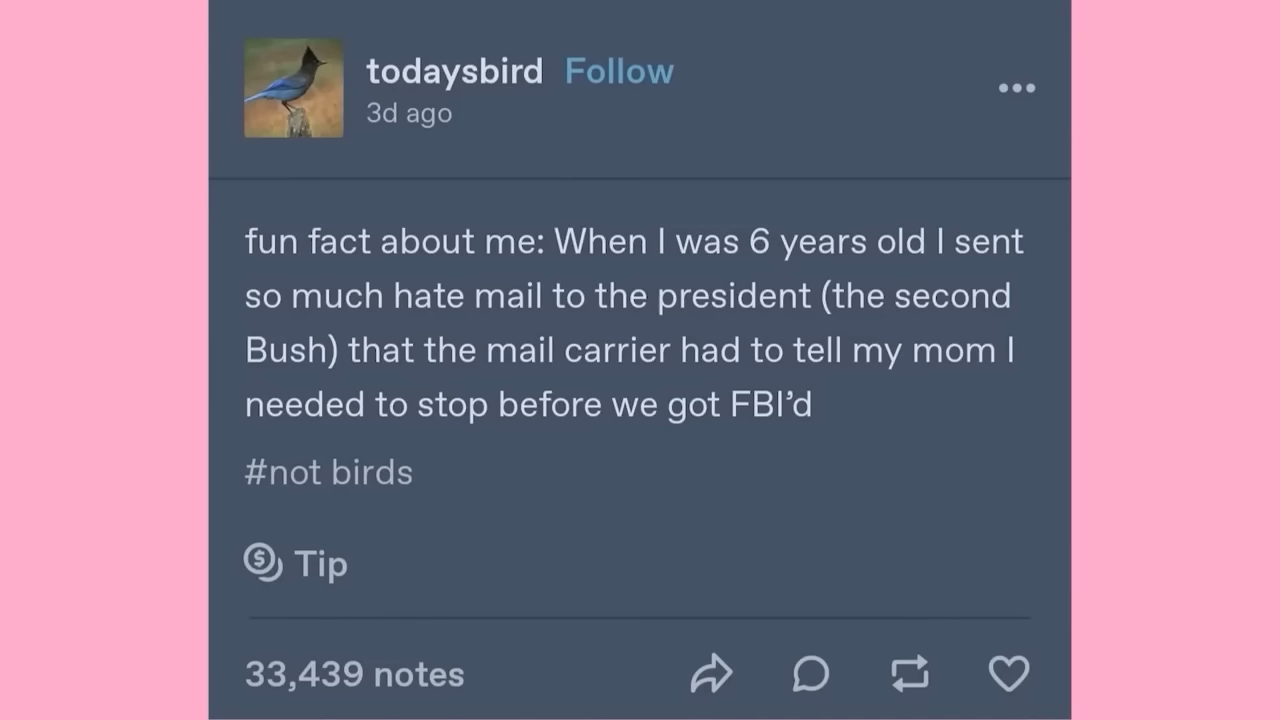 todaysbird Follow
3d ago
fun fact about me: When I was 6 years old I sent
so much hate mail to the president (the second
Bush) that the mail carrier had to tell my mom I
needed to stop before we got FBI’d
#not birds
$ Tip
33,439 notes